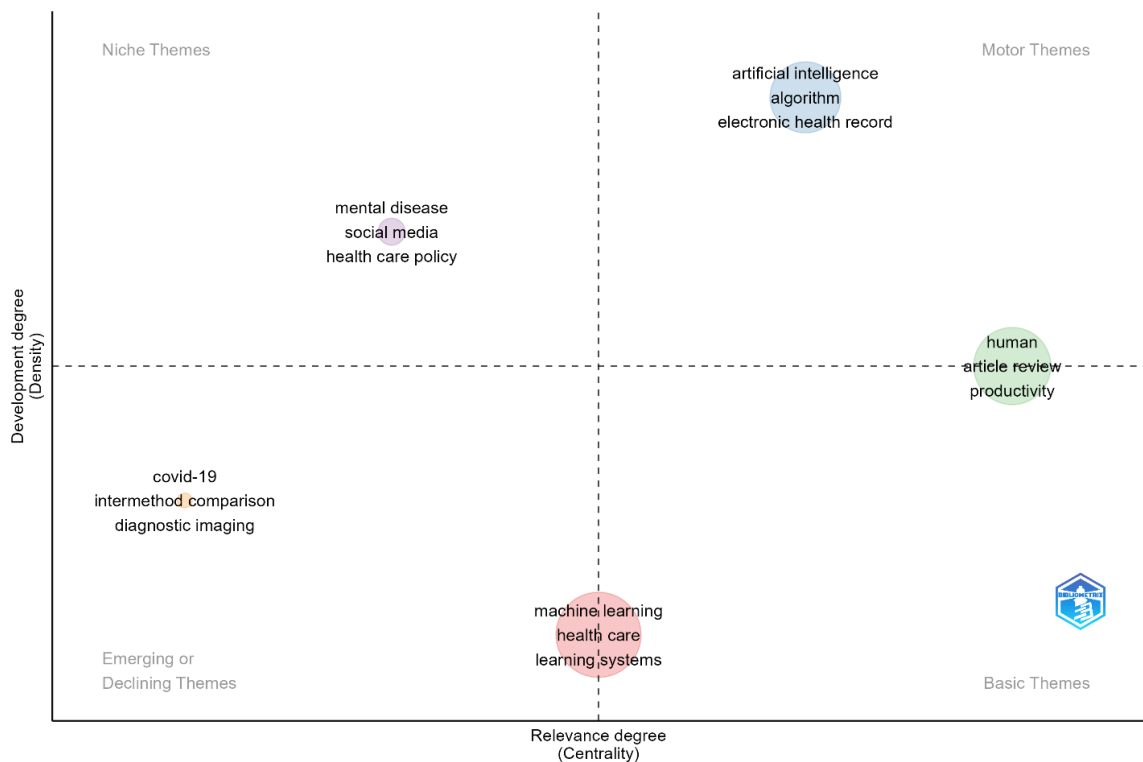 Niche Themes
Motor Themes
artificial intelligence
algorithm
electronic health record
mental disease
social media
health care policy
human
article review
productivity
Development degree
(Density)
covid-19
intermethod comparison
diagnostic imaging
BIBLIOMETRIX
machine learning
health care
learning systems
Emerging or
Declining Themes
Basic Themes
Relevance degree
(Centrality)